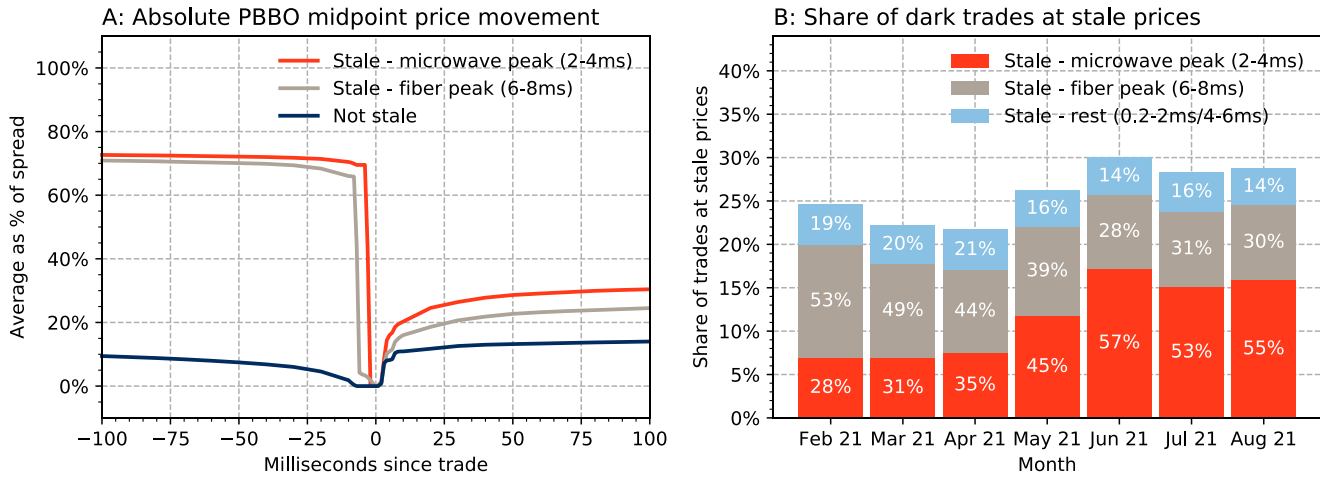 A: Absolute PBBO midpoint price movement
Average as % of spread
100%
80%
60%
40%
20%
0%
Stale - microwave peak (2-4ms)
Stale - fiber peak (6-8ms)
Not stale
−100 −75 −50 −25 0 25 50 75 100
Milliseconds since trade
B: Share of dark trades at stale prices
Share of trades at stale prices
40%
35%
30%
25%
20%
15%
10%
5%
0%
Stale - microwave peak (2-4ms)
Stale - fiber peak (6-8ms)
Stale - rest (0.2-2ms/4-6ms)
19% 20% 21% 16% 14% 16% 14%
53% 49% 44% 39% 28% 31% 30%
28% 31% 35% 45% 57% 53% 55%
Feb 21 Mar 21 Apr 21 May 21 Jun 21 Jul 21 Aug 21
Month